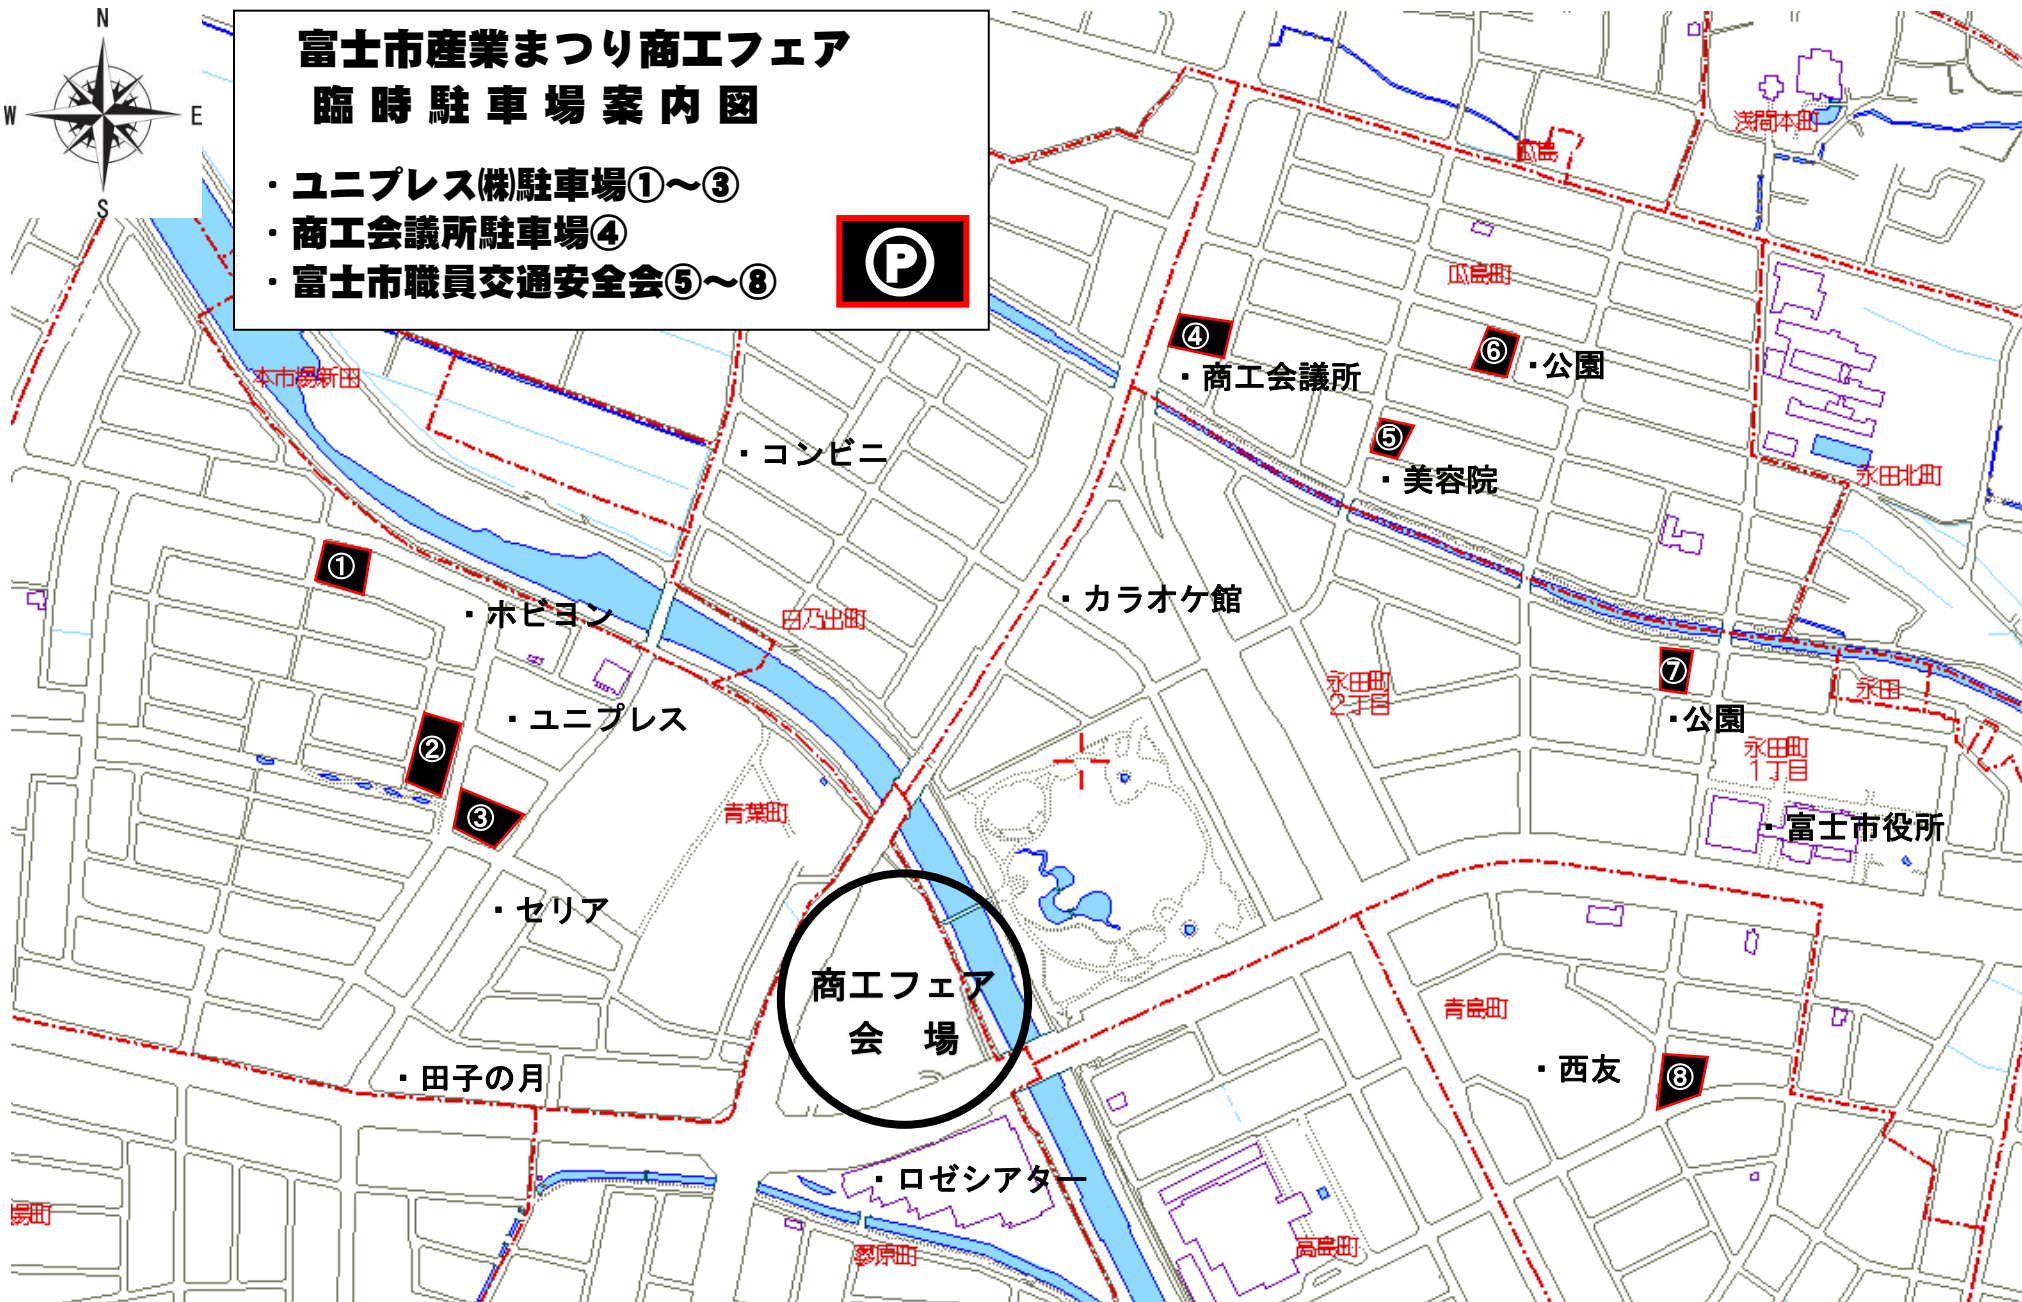 N
W
E
S
富士市産業まつり商工フェア
臨時駐車場案内図
・ユニプレス㈱駐車場①～③
・商工会議所駐車場④
・富士市職員交通安全会⑤～⑧
P
浅間本町
瓜島
瓜島町
④
・商工会議所
⑥
・公園
本市場新田
⑤
・美容院
・コンビニ
永田北町
①
・ホビヨン
日乃出町
・カラオケ館
永田町
2丁目
⑦
永田
・公園
永田町
1丁目
・ユニプレス
②
③
青葉町
・富士市役所
・セリア
商工フェア
会 場
青島町
・西友
⑧
・田子の月
・ロゼシアター
場町
蓼原町
高島町